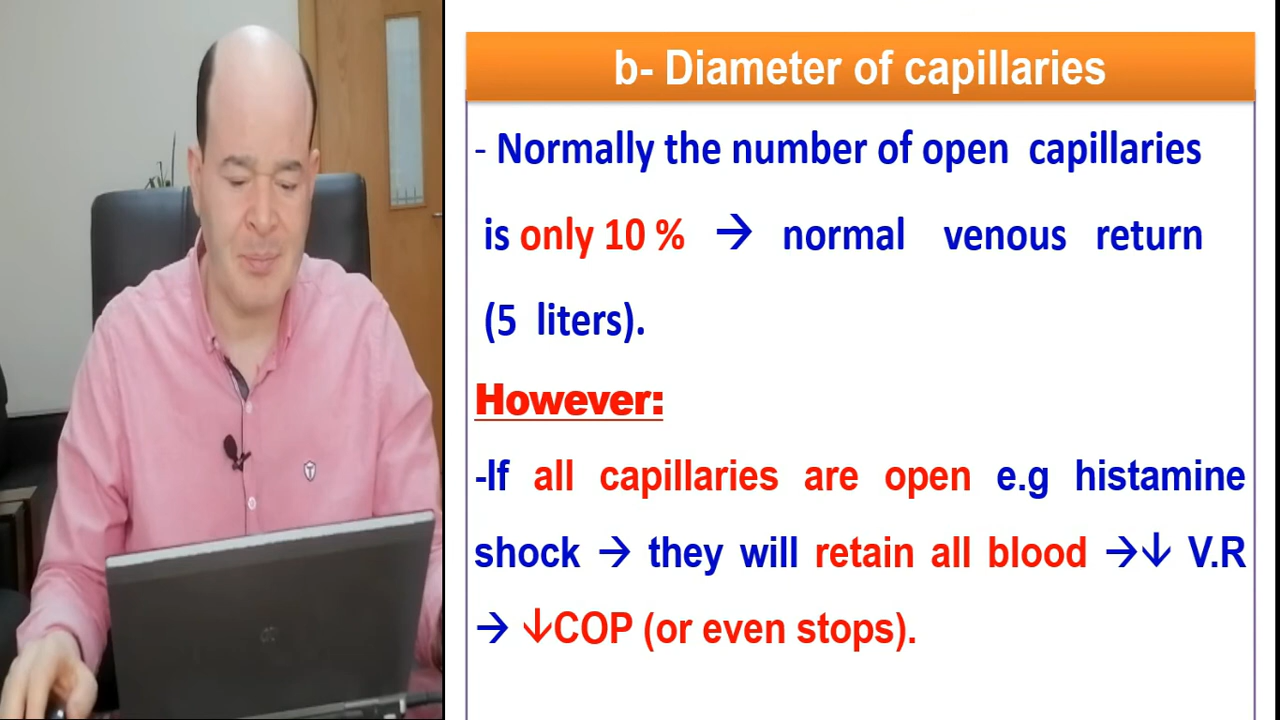 b- Diameter of capillaries
- Normally the number of open capillaries
is only 10 % → normal venous return
(5 liters).
However:
-If all capillaries are open e.g histamine
shock → they will retain all blood →↓ V.R
→ ↓COP (or even stops).